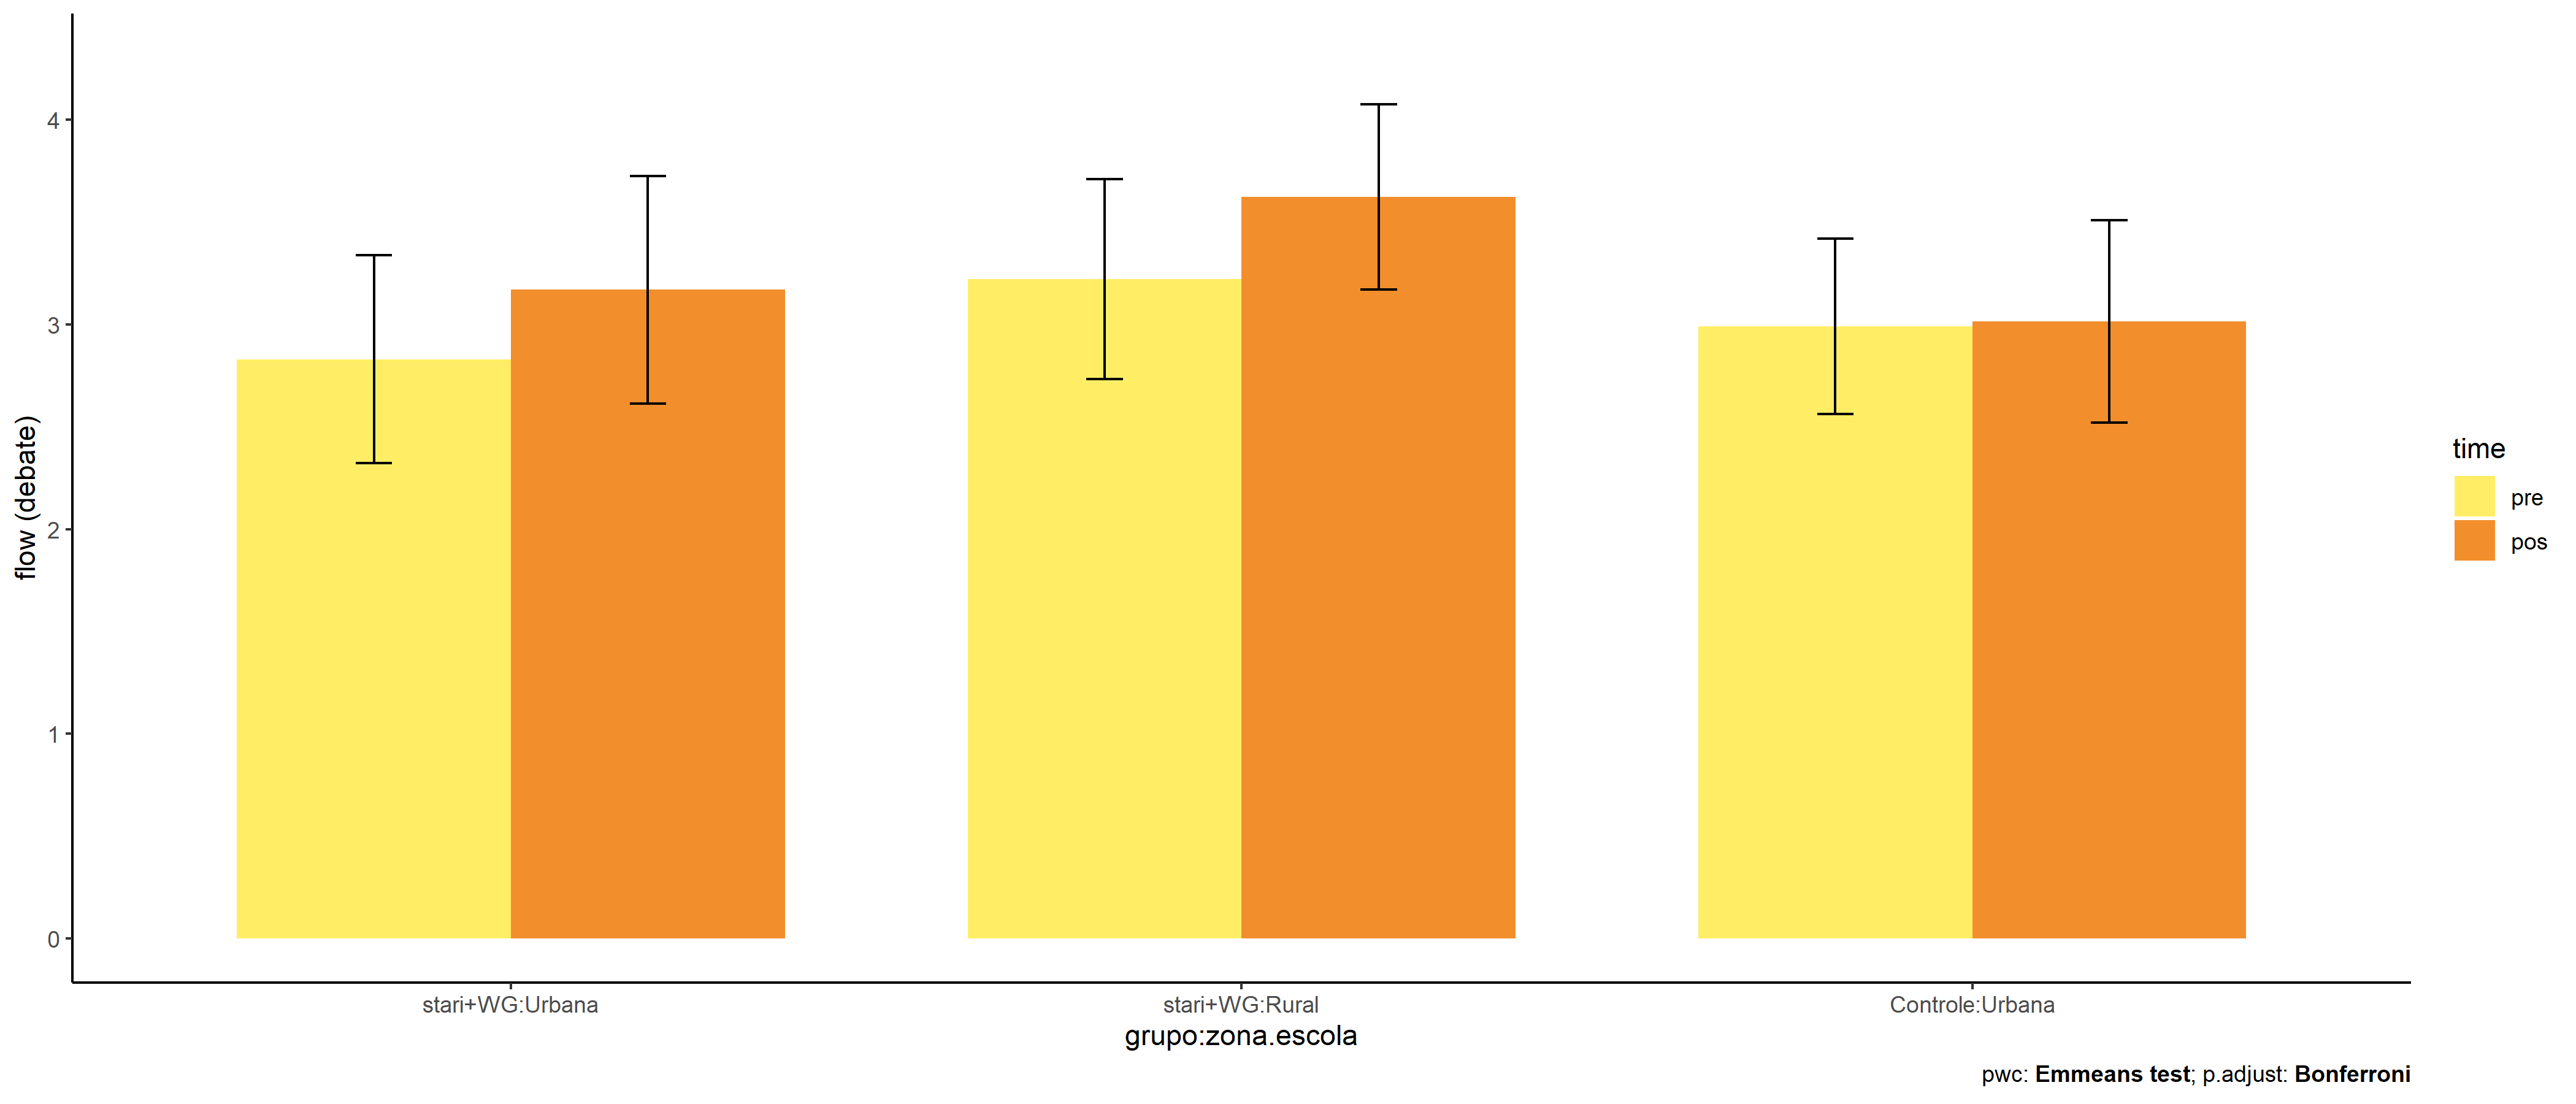 flow (debate)
4
3
2
1
0
stari+WG:Urbana
stari+WG:Rural
Controle:Urbana
grupo:zona.escola
time
pre
pos
pwc: Emmeans test; p.adjust: Bonferroni